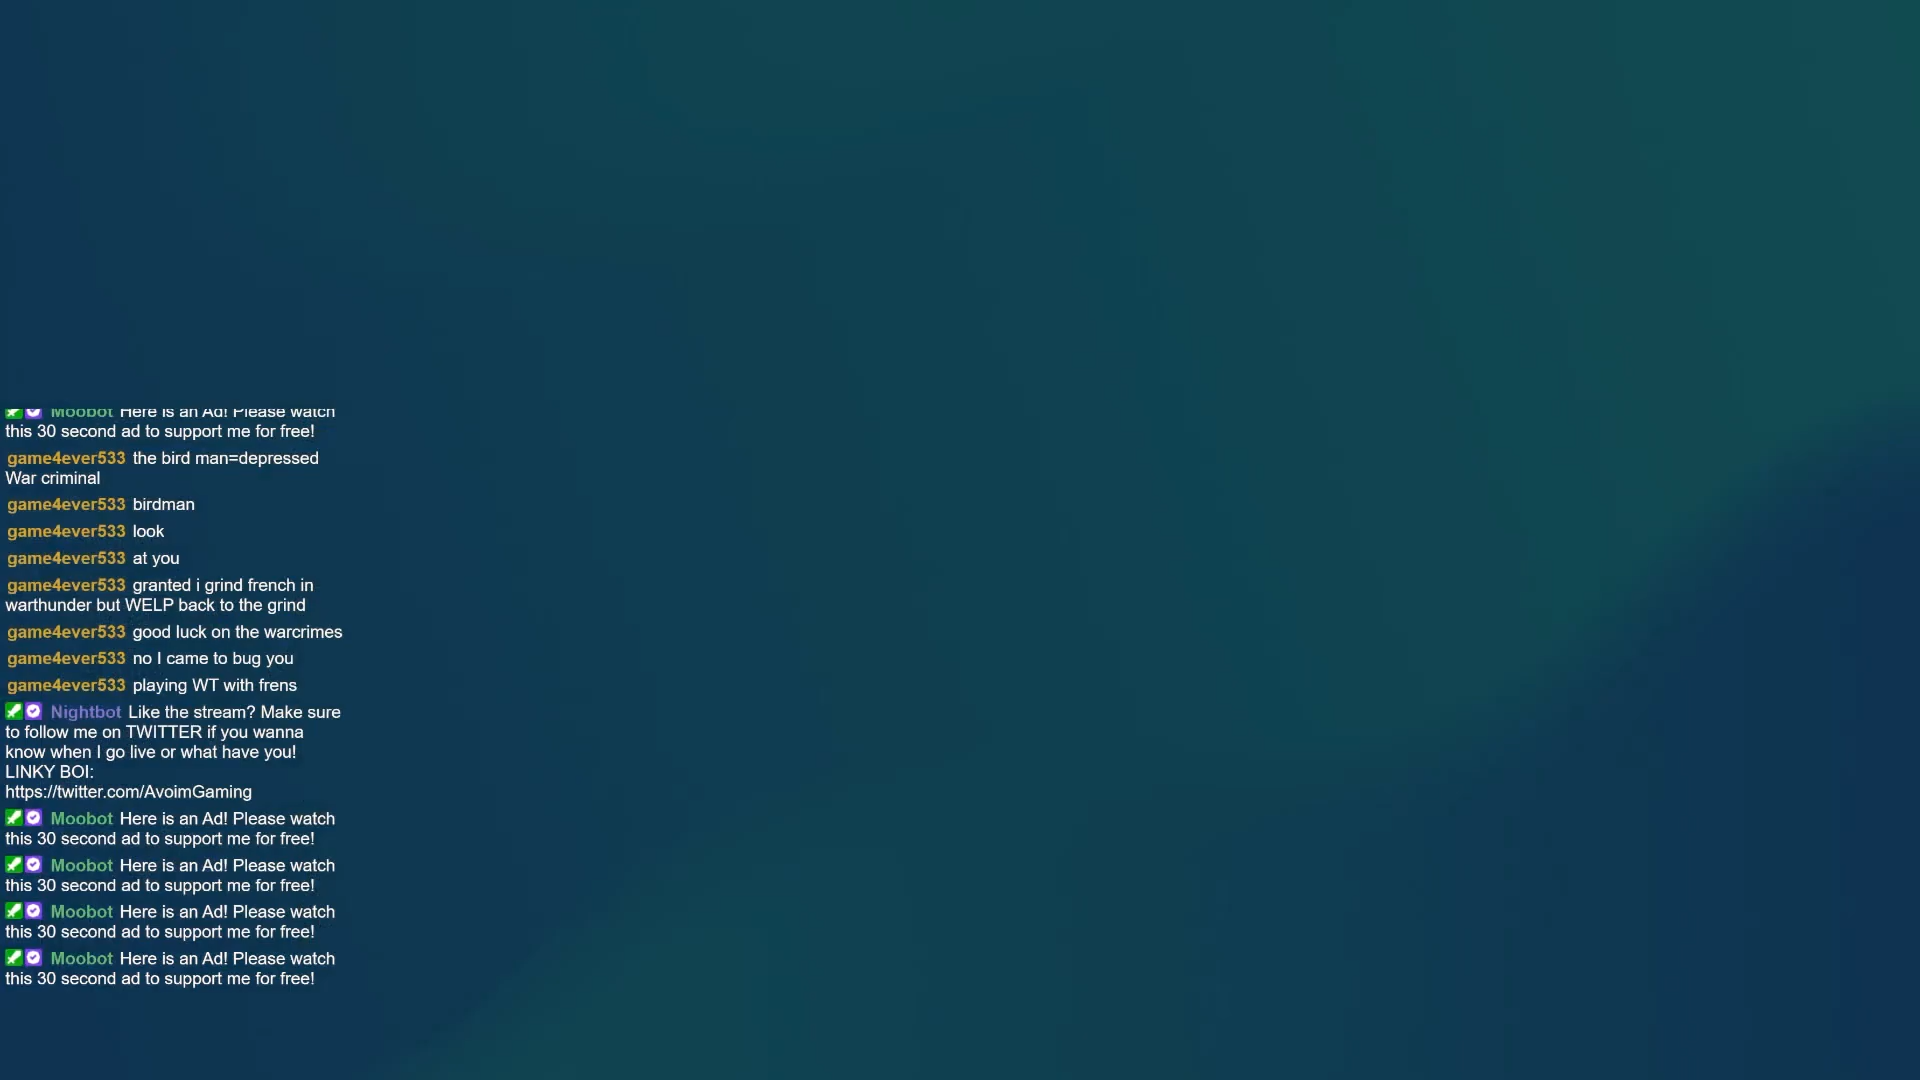 Moobot Here is an Ad! Please watch
this 30 second ad to support me for free!
game4ever533 the bird man=depressed
War criminal
game4ever533 birdman
game4ever533 look
game4ever533 at you
game4ever533 granted i grind french in
warthunder but WELP back to the grind
game4ever533 good luck on the warcrimes
game4ever533 no I came to bug you
game4ever533 playing WT with frens
Nightbot Like the stream? Make sure
to follow me on TWITTER if you wanna
know when I go live or what have you!
LINKY BOI:
https://twitter.com/AvoimGaming
Moobot Here is an Ad! Please watch
this 30 second ad to support me for free!
Moobot Here is an Ad! Please watch
this 30 second ad to support me for free!
Moobot Here is an Ad! Please watch
this 30 second ad to support me for free!
Moobot Here is an Ad! Please watch
this 30 second ad to support me for free!